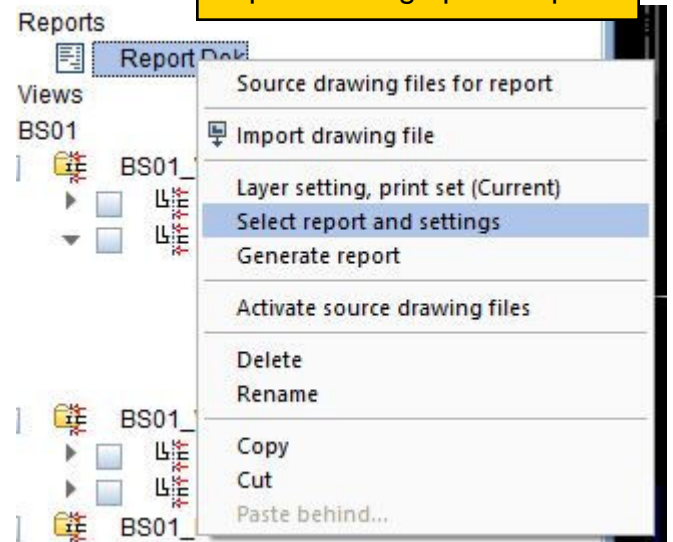 Reports
Report Dok
Source drawing files for report
Views
BS01
Import drawing file
BS01_
Layer setting, print set (Current)
Select report and settings
Generate report
Activate source drawing files
Delete
Rename
BS01_
Copy
Cut
Paste behind...
BS01_